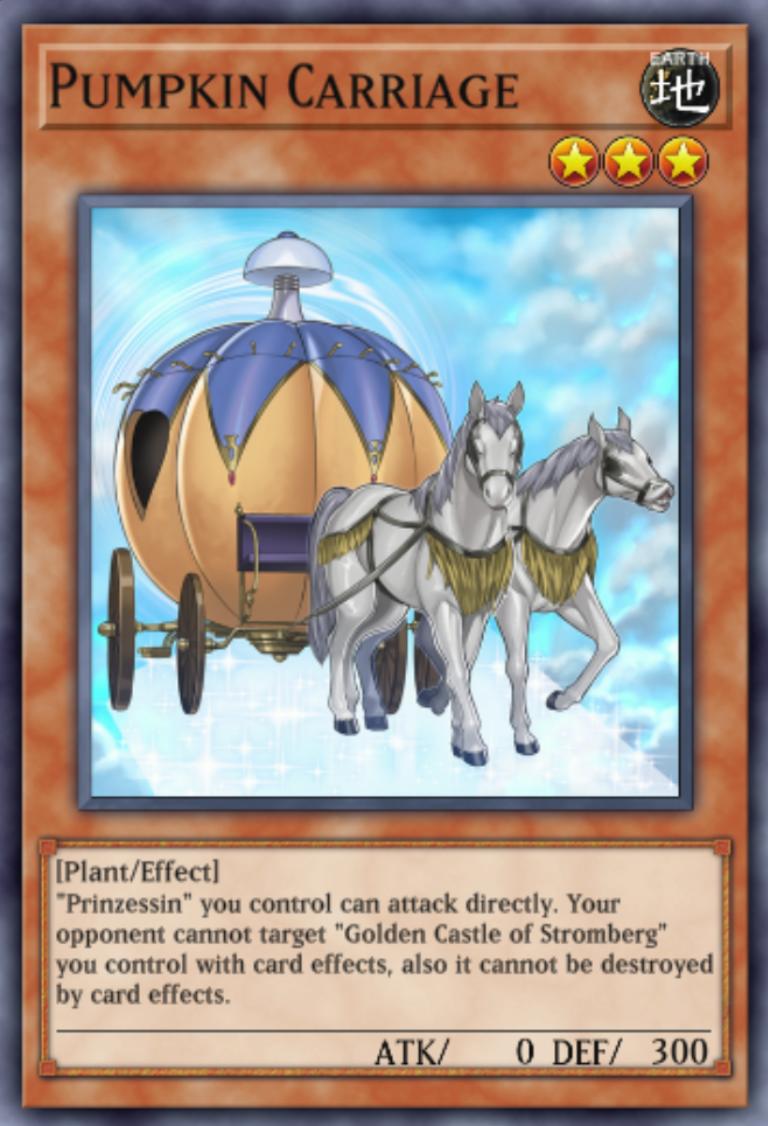 PUMPKIN CARRIAGE
EARTH
地
[Plant/Effect]
"Prinzessin" you control can attack directly. Your
opponent cannot target "Golden Castle of Stromberg"
you control with card effects, also it cannot be destroyed
by card effects.
ATK/ 0 DEF/ 300